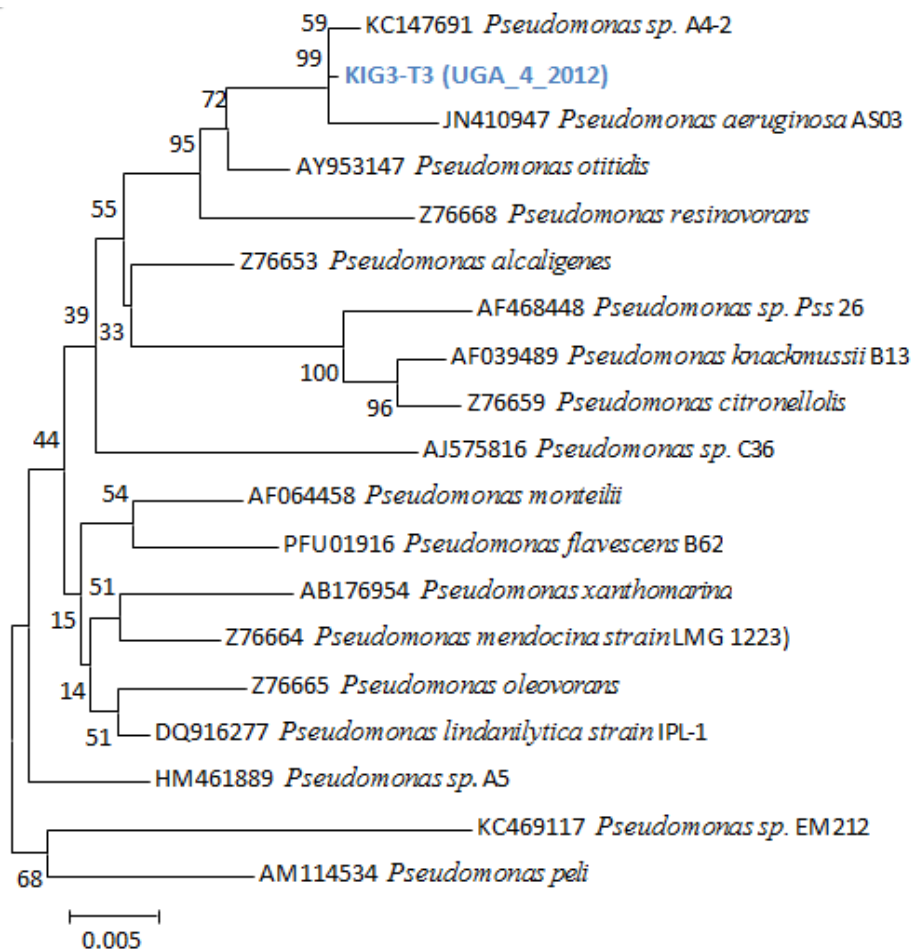 59
KC147691 Pseudomonas sp. A4-2
99
KIG3-T3 (UGA_4_2012)
72
JN410947 Pseudomonas aeruginosa AS03
95
AY953147 Pseudomonas otitidis
55
Z76668 Pseudomonas resinovorans
Z76653 Pseudomonas alcaligenes
39
33
AF468448 Pseudomonas sp. Pss 26
AF039489 Pseudomonas knackmussii B13
100
96
Z76659 Pseudomonas citronellolis
44
AJ575816 Pseudomonas sp. C36
54
AF064458 Pseudomonas monteilii
PFU01916 Pseudomonas flavescens B62
51
AB176954 Pseudomonas xanthomarina
15
Z76664 Pseudomonas mendocina strain LMG 1223)
14
Z76665 Pseudomonas oleovorans
51
DQ916277 Pseudomonas lindanilytica strain IPL-1
HM461889 Pseudomonas sp. A5
KC469117 Pseudomonas sp. EM212
68
AM114534 Pseudomonas peli
0.005